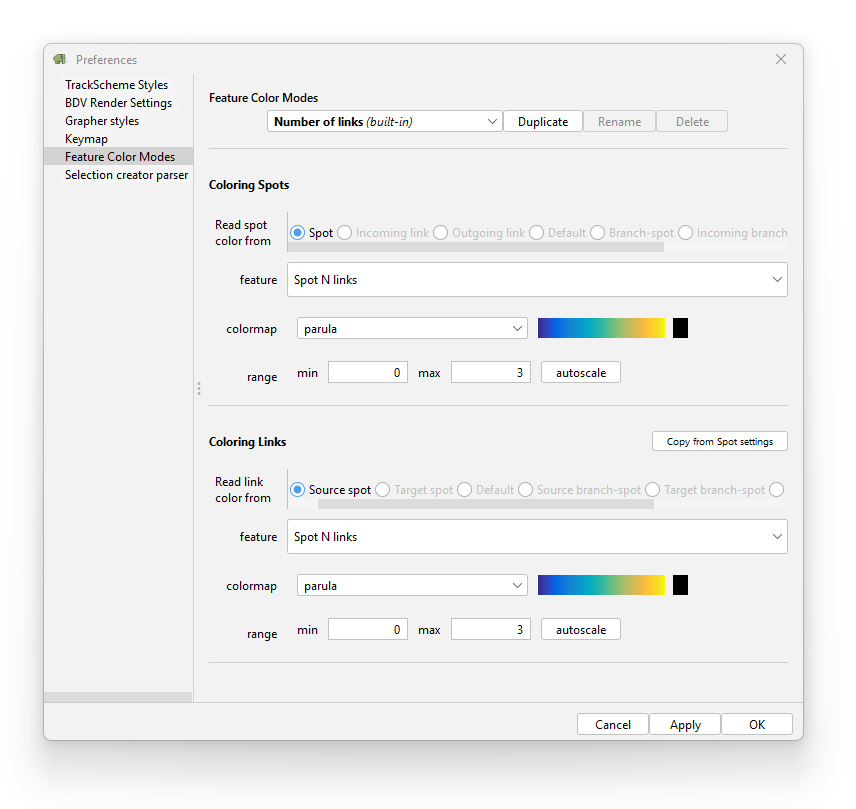 Preferences
TrackScheme Styles
BDV Render Settings
Grapher styles
Keymap
Feature Color Modes
Selection creator parser
Feature Color Modes
Number of links (built-in) Duplicate Rename Delete
Coloring Spots
Read spot color from
Spot Incoming link Outgoing link Default Branch-spot Incoming branch
feature Spot N links
colormap parula
range min 0 max 3 autoscale
Coloring Links Copy from Spot settings
Read link color from
Source spot Target spot Default Source branch-spot Target branch-spot
feature Spot N links
colormap parula
range min 0 max 3 autoscale
Cancel Apply OK